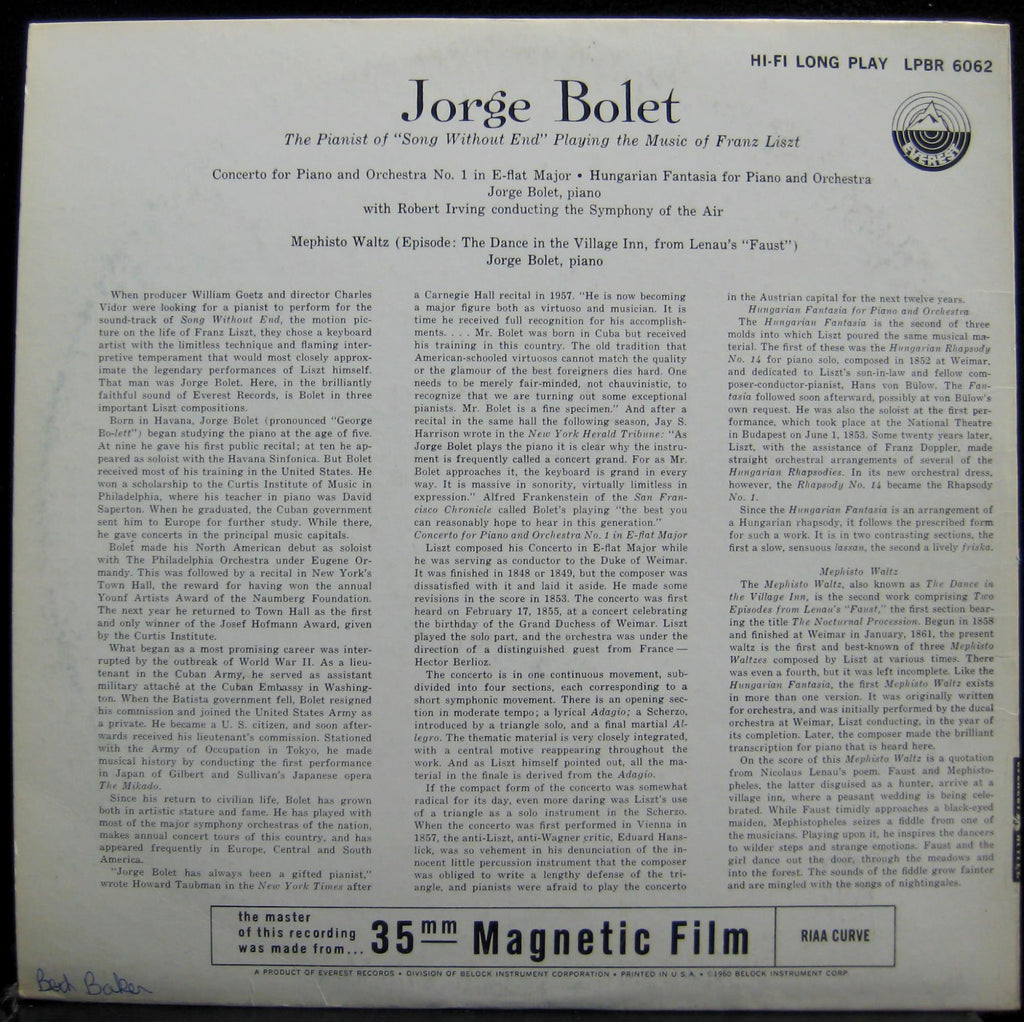 HI-FI LONG PLAY LPBR 6062
Jorge Bolet
The Pianist of "Song Without End" Playing the Music of Franz Liszt
EVEREST
Concerto for Piano and Orchestra No. 1 in E-flat Major • Hungarian Fantasia for Piano and Orchestra
Jorge Bolet, piano
with Robert Irving conducting the Symphony of the Air
Mephisto Waltz (Episode: The Dance in the Village Inn, from Lenau's "Faust")
Jorge Bolet, piano
When producer William Goetz and director Charles
Vidor were looking for a pianist to perform for the
sound-track of Song Without End, the motion pic-
ture on the life of Franz Liszt, they chose a keyboard
artist with the limitless technique and flaming inter-
pretive temperament that would most closely approx-
imate the legendary performances of Liszt himself.
That man was Jorge Bolet. Here, in the brilliantly
faithful sound of Everest Records, is Bolet in three
important Liszt compositions.
Born in Havana, Jorge Bolet (pronounced "George
Bo-lett") began studying the piano at the age of five.
At nine he gave his first public recital; at ten he ap-
peared as soloist with the Havana Sinfonica. But Bolet
received most of his training in the United States. He
won a scholarship to the Curtis Institute of Music in
Philadelphia, where his teacher in piano was David
Saperton. When he graduated, the Cuban government
sent him to Europe for further study. While there,
he gave concerts in the principal music capitals.
Bolet made his North American debut as soloist
with The Philadelphia Orchestra under Eugene Or-
mandy. This was followed by a recital in New York's
Town Hall, the reward for having won the annual
Younf Artists Award of the Naumberg Foundation.
The next year he returned to Town Hall as the first
and only winner of the Josef Hofmann Award, given
by the Curtis Institute.
What began as a most promising career was inter-
rupted by the outbreak of World War II. As a lieu-
tenant in the Cuban Army, he served as assistant
military attaché at the Cuban Embassy in Washing-
ton. When the Batista government fell, Bolet resigned
his commission and joined the United States Army as
a private. He became a U. S. citizen, and soon after-
wards received his lieutenant's commission. Stationed
with the Army of Occupation in Tokyo, he made
musical history by conducting the first performance
in Japan of Gilbert and Sullivan's Japanese opera
The Mikado.
Since his return to civilian life, Bolet has grown
both in artistic stature and fame. He has played with
most of the major symphony orchestras of the nation,
makes annual concert tours of this country, and has
appeared frequently in Europe, Central and South
America.
"Jorge Bolet has always been a gifted pianist,"
wrote Howard Taubman in the New York Times after
a Carnegie Hall recital in 1957. "He is now becoming
a major figure both as virtuoso and musician. It is
time he received full recognition for his accomplish-
ments. . . . Mr. Bolet was born in Cuba but received
his training in this country. The old tradition that
American-schooled virtuosos cannot match the quality
or the glamour of the best foreigners dies hard. One
needs to be merely fair-minded, not chauvinistic, to
recognize that we are turning out some exceptional
pianists. Mr. Bolet is a fine specimen." And after a
recital in the same hall the following season, Jay S.
Harrison wrote in the New York Herald Tribune: "As
Jorge Bolet plays the piano it is clear why the instru-
ment is frequently called a concert grand. For as Mr.
Bolet approaches it, the keyboard is grand in every
way. It is massive in sonority, virtually limitless in
expression." Alfred Frankenstein of the San Fran-
cisco Chronicle called Bolet's playing "the best you
can reasonably hope to hear in this generation."
Concerto for Piano and Orchestra No. 1 in E-flat Major
Liszt composed his Concerto in E-flat Major while
he was serving as conductor to the Duke of Weimar.
It was finished in 1848 or 1849, but the composer was
dissatisfied with it and laid it aside. He made some
revisions in the score in 1853. The concerto was first
heard on February 17, 1855, at a concert celebrating
the birthday of the Grand Duchess of Weimar. Liszt
played the solo part, and the orchestra was under the
direction of a distinguished guest from France—
Hector Berlioz.
The concerto is in one continuous movement, sub-
divided into four sections, each corresponding to a
short symphonic movement. There is an opening sec-
tion in moderate tempo; a lyrical Adagio; a Scherzo,
introduced by a triangle solo, and a final martial Al-
legro. The thematic material is very closely integrated,
with a central motive reappearing throughout the
work. And as Liszt himself pointed out, all the ma-
terial in the finale is derived from the Adagio.
If the compact form of the concerto was somewhat
radical for its day, even more daring was Liszt's use
of a triangle as a solo instrument in the Scherzo.
When the concerto was first performed in Vienna in
1857, the anti-Liszt, anti-Wagner critic, Eduard Hans-
lick, was so vehement in his denunciation of the in-
nocent little percussion instrument that the composer
was obliged to write a lengthy defense of the tri-
angle, and pianists were afraid to play the concerto
in the Austrian capital for the next twelve years.
Hungarian Fantasia for Piano and Orchestra
The Hungarian Fantasia is the second of three
molds into which Liszt poured the same musical ma-
terial. The first of these was the Hungarian Rhapsody
No. 14 for piano solo, composed in 1852 at Weimar,
and dedicated to Liszt's son-in-law and fellow com-
poser-conductor-pianist, Hans von Bülow. The Fan-
tasia followed soon afterward, possibly at von Bülow's
own request. He was also the soloist at the first per-
formance, which took place at the National Theatre
in Budapest on June 1, 1853. Some twenty years later,
Liszt, with the assistance of Franz Doppler, made
straight orchestral arrangements of several of the
Hungarian Rhapsodies. In its new orchestral dress,
however, the Rhapsody No. 14 became the Rhapsody
No. 1.
Since the Hungarian Fantasia is an arrangement of
a Hungarian rhapsody, it follows the prescribed form
for such a work. It is in two contrasting sections, the
first a slow, sensuous lassan, the second a lively friska.
Mephisto Waltz
The Mephisto Waltz, also known as The Dance in
the Village Inn, is the second work comprising Two
Episodes from Lenau's "Faust," the first section bear-
ing the title The Nocturnal Procession. Begun in 1858
and finished at Weimar in January, 1861, the present
waltz is the first and best-known of three Mephisto
Waltzes composed by Liszt at various times. There
was even a fourth, but it was left incomplete. Like the
Hungarian Fantasia, the first Mephisto Waltz exists
in more than one version. It was originally written
for orchestra, and was initially performed by the ducal
orchestra at Weimar, Liszt conducting, in the year of
its completion. Later, the composer made the brilliant
transcription for piano that is heard here.
On the score of this Mephisto Waltz is a quotation
from Nicolaus Lenau's poem. Faust and Mephisto-
pheles, the latter disguised as a hunter, arrive at a
village inn, where a peasant wedding is being cele-
brated. While Faust timidly approaches a black-eyed
maiden, Mephistopheles seizes a fiddle from one of
the musicians. Playing upon it, he inspires the dancers
to wilder steps and strange emotions. Faust and the
girl dance out the door, through the meadows and
into the forest. The sounds of the fiddle grow fainter
and are mingled with the songs of nightingales.
the master
of this recording
was made from...
35mm Magnetic Film
RIAA CURVE
A PRODUCT OF EVEREST RECORDS • DIVISION OF BELOCK INSTRUMENT CORPORATION • PRINTED IN U.S.A. • ©1960 BELOCK INSTRUMENT CORP.
Baker